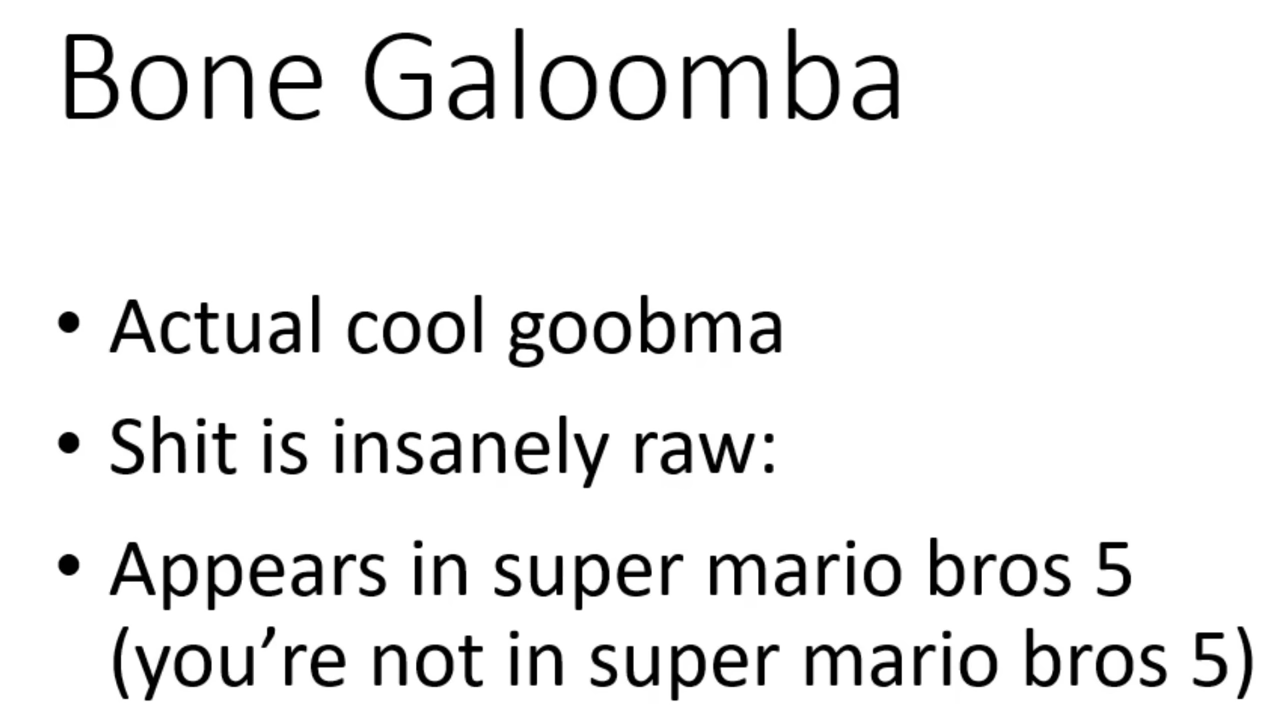 Bone Galoomba
• Actual cool goobma
• Shit is insanely raw:
• Appears in super mario bros 5
(you’re not in super mario bros 5)